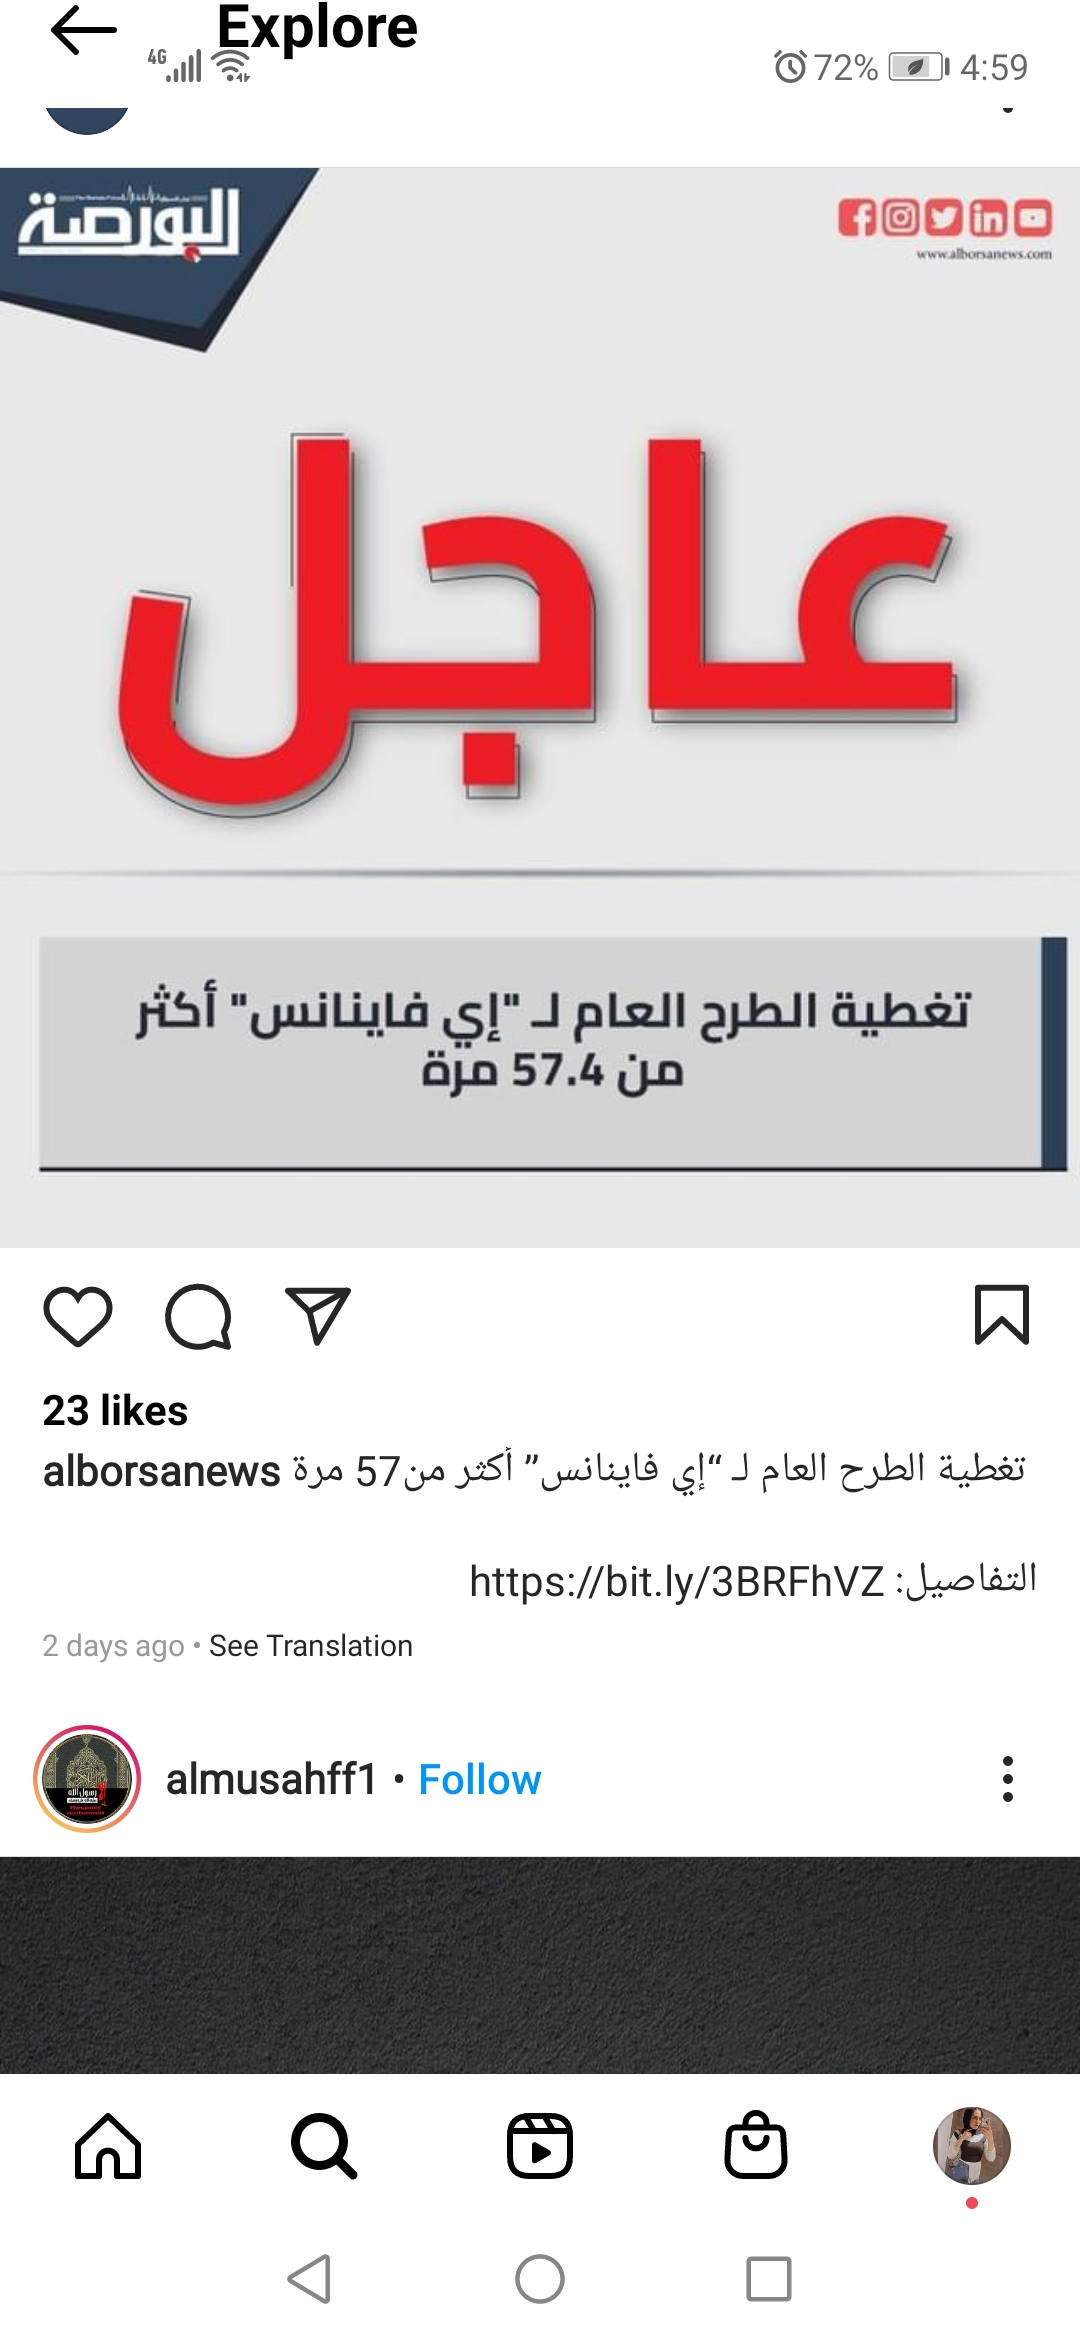 Explore
4G
72%
4:59
البورصة
www.alborsanews.com
عاجل
تغطية الطرح العام لـ "إي فاينانس" أكثر
من 57.4 مرة
23 likes
alborsanews تغطية الطرح العام لـ “إي فاينانس” أكثر من57 مرة
التفاصيل: https://bit.ly/3BRFhVZ
2 days ago • See Translation
almusahff1 • Follow